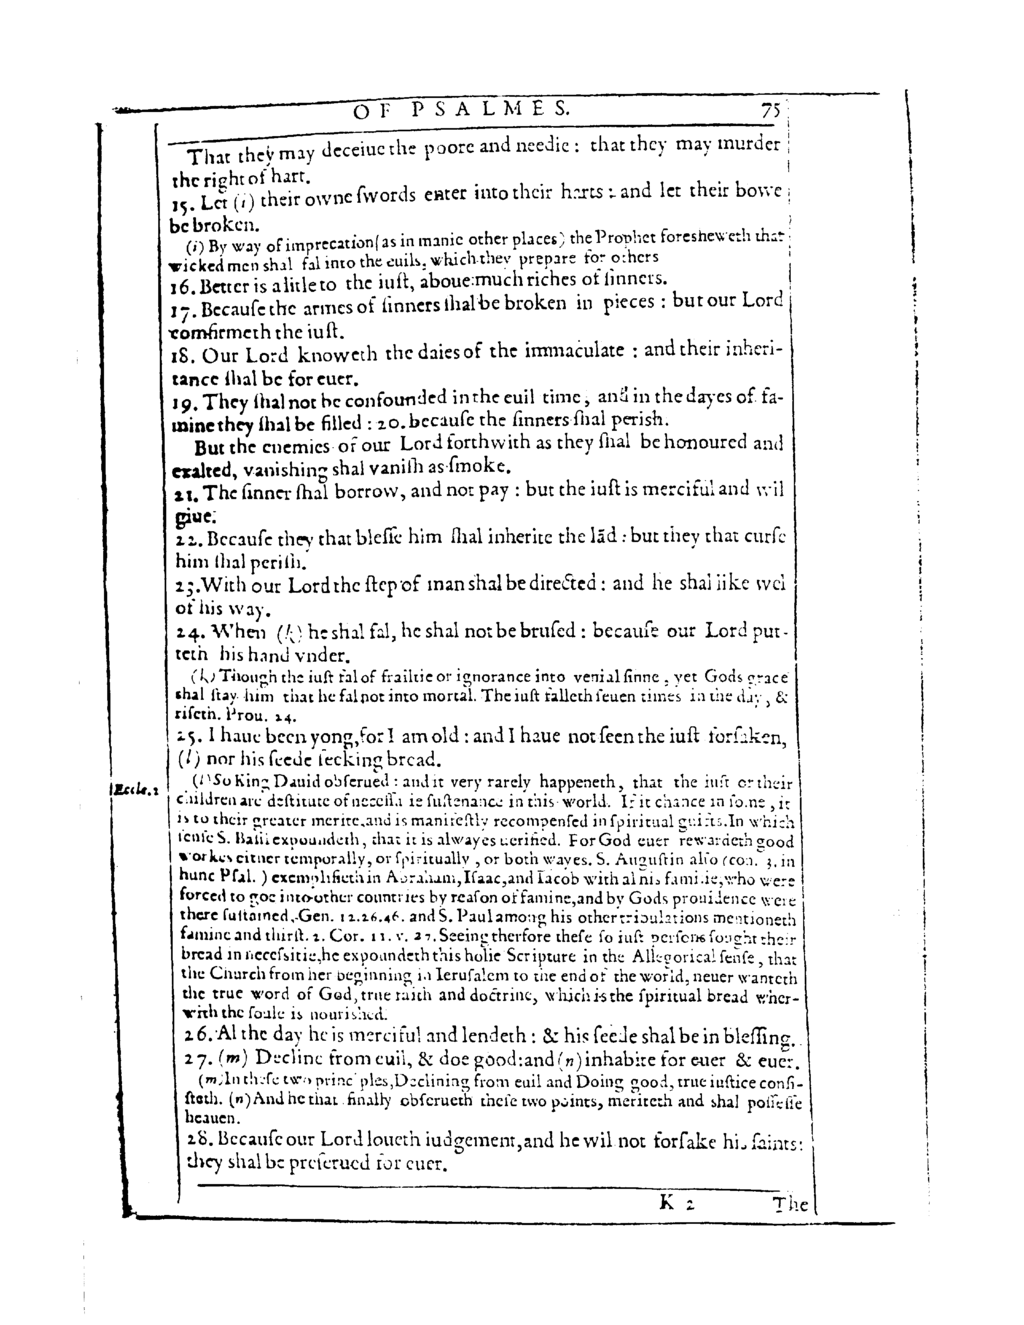 OF PSALMES. 75
That they may deceiue the poore and needie : that they may murder
the right of hart.
15. Let (i) their owne ſwords enter into their harts : and let their bowe
be broken.
(i) By way of imprecation (as in manie other places) the Prophet foresheweth that
wicked men shal fal into the euils, which they prepare for others
16. Better is a litle to the iuſt, aboue much riches of ſinners.
17. Becauſe the armes of ſinners ſhal be broken in pieces : but our Lord
comfirmeth the iuſt.
18. Our Lord knoweth the daies of the immaculate : and their inheri-
tance ſhal be for euer.
19. They ſhal not be confounded in the euil time, and in the dayes of fa-
mine they ſhal be filled : 20. becauſe the ſinners ſhal perish.
But the enemies of our Lord forthwith as they ſhal be honoured and
exalted, vanishing shal vaniſh as ſmoke.
21. The ſinner ſhal borrow, and not pay : but the iuſt is merciful and wil
giue.
22. Becauſe they that bleſſe him ſhal inherite the lãd : but they that curſe
him ſhal periſh.
23. With our Lord the ſtep of man shal be directed : and he shal like wel
of his way.
24. When (k) he shal fal, he shal not be bruſed : becauſe our Lord put-
teth his hand vnder.
(k) Though the iuſt fal of frailtie or ignorance into venial ſinne, yet Gods grace
shal ſtay him that he fal not into mortal. The iuſt falleth ſeuen times in the day, &
riſeth. Prou. 24.
25. I haue been yong, for I am old : and I haue not ſeen the iuſt forſaken,
(l) nor his ſeede ſeeking bread.
Eccle. 2
(l) So King Dauid obſerued : and it very rarely happeneth, that the iuſt or their
children are deſtitute of neceſſarie ſuſtenance in this world. If it chance in ſome, it
is to their greater merite, and is manifeſtly recompenſed in ſpiritual guifts. In which
ſenſe S. Baſil expoundeth, that it is alwayes uerified. For God euer rewardeth good
workes either temporally, or ſpiritually, or both wayes. S. Auguſtin alſo (con. 3. in
hunc Pſal.) exemplifieth in Abraham, Iſaac, and Iacob with al his familie, who were
forced to goe into other countries by reaſon of famine, and by Gods prouidence were
there ſuſtained, Gen. 12.26.46. and S. Paul among his other tribulations mentioneth
famine and thirſt. 2. Cor. 11. v. 27. Seeing therfore theſe ſo iuſt perſons ſought their
bread in neceſsitie, he expoundeth this holie Scripture in the Allegorical ſenſe, that
the Church from her beginning in Ieruſalem to the end of the world, neuer wanteth
the true word of God, true faith and doctrine, which is the ſpiritual bread wher-
with the ſoule is nourished.
26. Al the day he is merciful and lendeth : & his ſeede shal be in bleſſing.
27. (m) Decline from euil, & doe good: and (n) inhabite for euer & euer.
(m) In theſe two principles, Declining from euil and Doing good, true iuſtice conſi-
ſteth. (n) And he that finally obſerueth theſe two points, meriteth and shal poſſeſſe
heauen.
28. Becauſe our Lord loueth iudgement, and he wil not forſake his ſaints:
they shal be preſerued for euer.
K 2 The